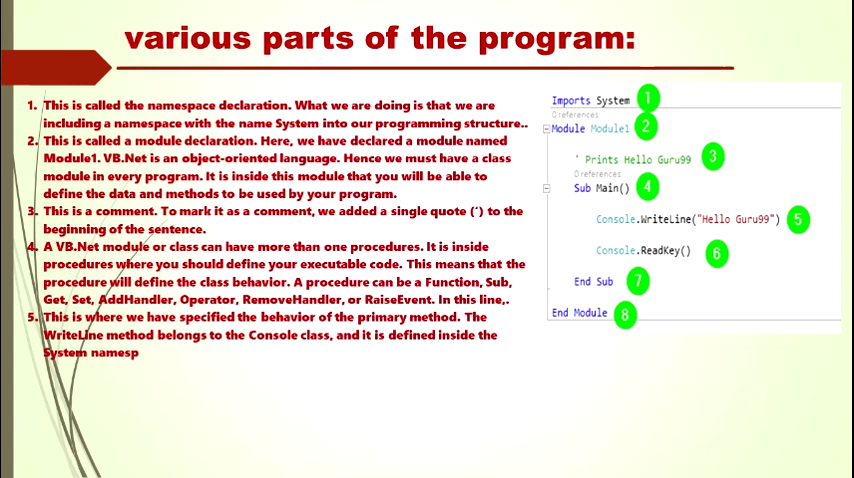 various parts of the program:
1. This is called the namespace declaration. What we are doing is that we are
including a namespace with the name System into our programming structure..
2. This is called a module declaration. Here, we have declared a module named
Module1. VB.Net is an object-oriented language. Hence we must have a class
module in every program. It is inside this module that you will be able to
define the data and methods to be used by your program.
3. This is a comment. To mark it as a comment, we added a single quote (´) to the
beginning of the sentence.
4. A VB.Net module or class can have more than one procedures. It is inside
procedures where you should define your executable code. This means that the
procedure will define the class behavior. A procedure can be a Function, Sub,
Get, Set, AddHandler, Operator, RemoveHandler, or RaiseEvent. In this line,.
5. This is where we have specified the behavior of the primary method. The
WriteLine method belongs to the Console class, and it is defined inside the
System namesp
Imports System 1
0 references
Module Module1 2
' Prints Hello Guru99 3
0 references
Sub Main() 4
Console.WriteLine("Hello Guru99") 5
Console.ReadKey() 6
End Sub 7
End Module 8